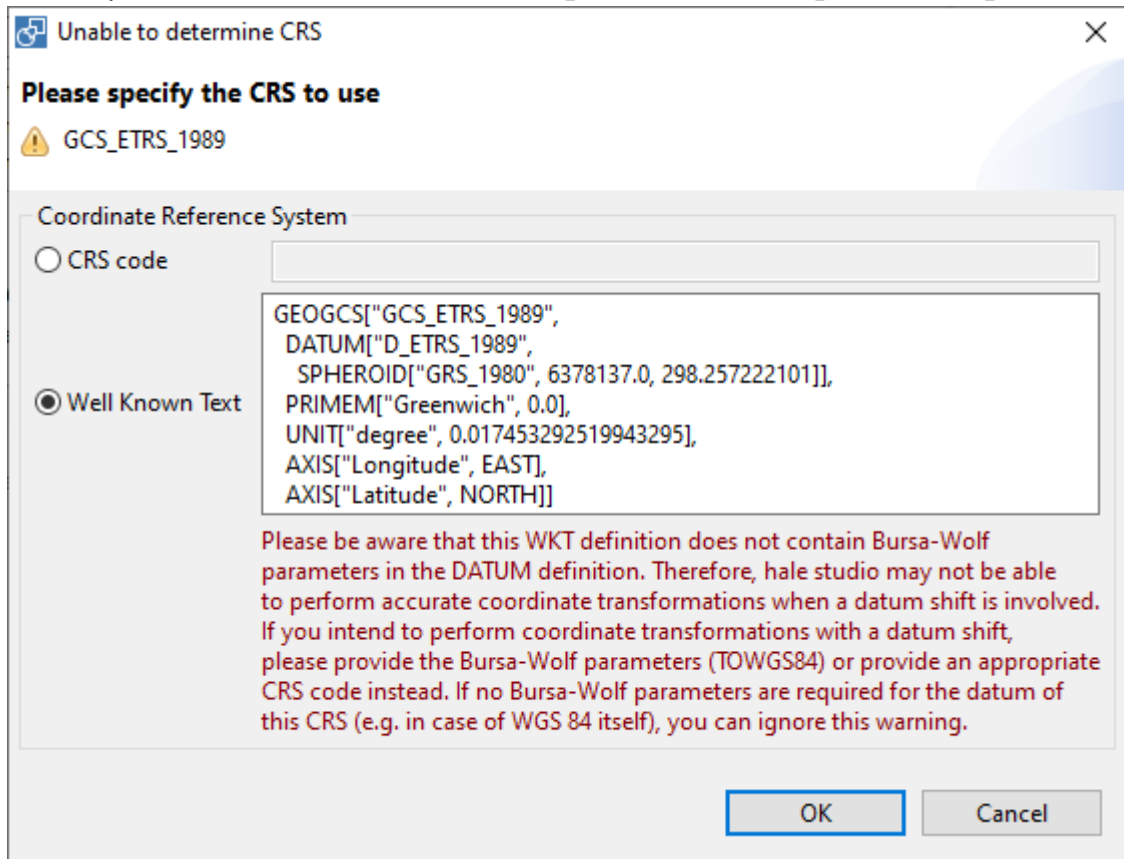 Unable to determine CRS
Please specify the CRS to use
GCS_ETRS_1989
Coordinate Reference System
CRS code
GEOGCS["GCS_ETRS_1989",
DATUM["D_ETRS_1989",
SPHEROID["GRS_1980", 6378137.0, 298.257222101]],
Well Known Text
PRIMEM["Greenwich", 0.0],
UNIT["degree", 0.017453292519943295],
AXIS["Longitude", EAST],
AXIS["Latitude", NORTH]]
Please be aware that this WKT definition does not contain Bursa-Wolf
parameters in the DATUM definition. Therefore, hale studio may not be able
to perform accurate coordinate transformations when a datum shift is involved.
If you intend to perform coordinate transformations with a datum shift,
please provide the Bursa-Wolf parameters (TOWGS84) or provide an appropriate
CRS code instead. If no Bursa-Wolf parameters are required for the datum of
this CRS (e.g. in case of WGS 84 itself), you can ignore this warning.
OK
Cancel